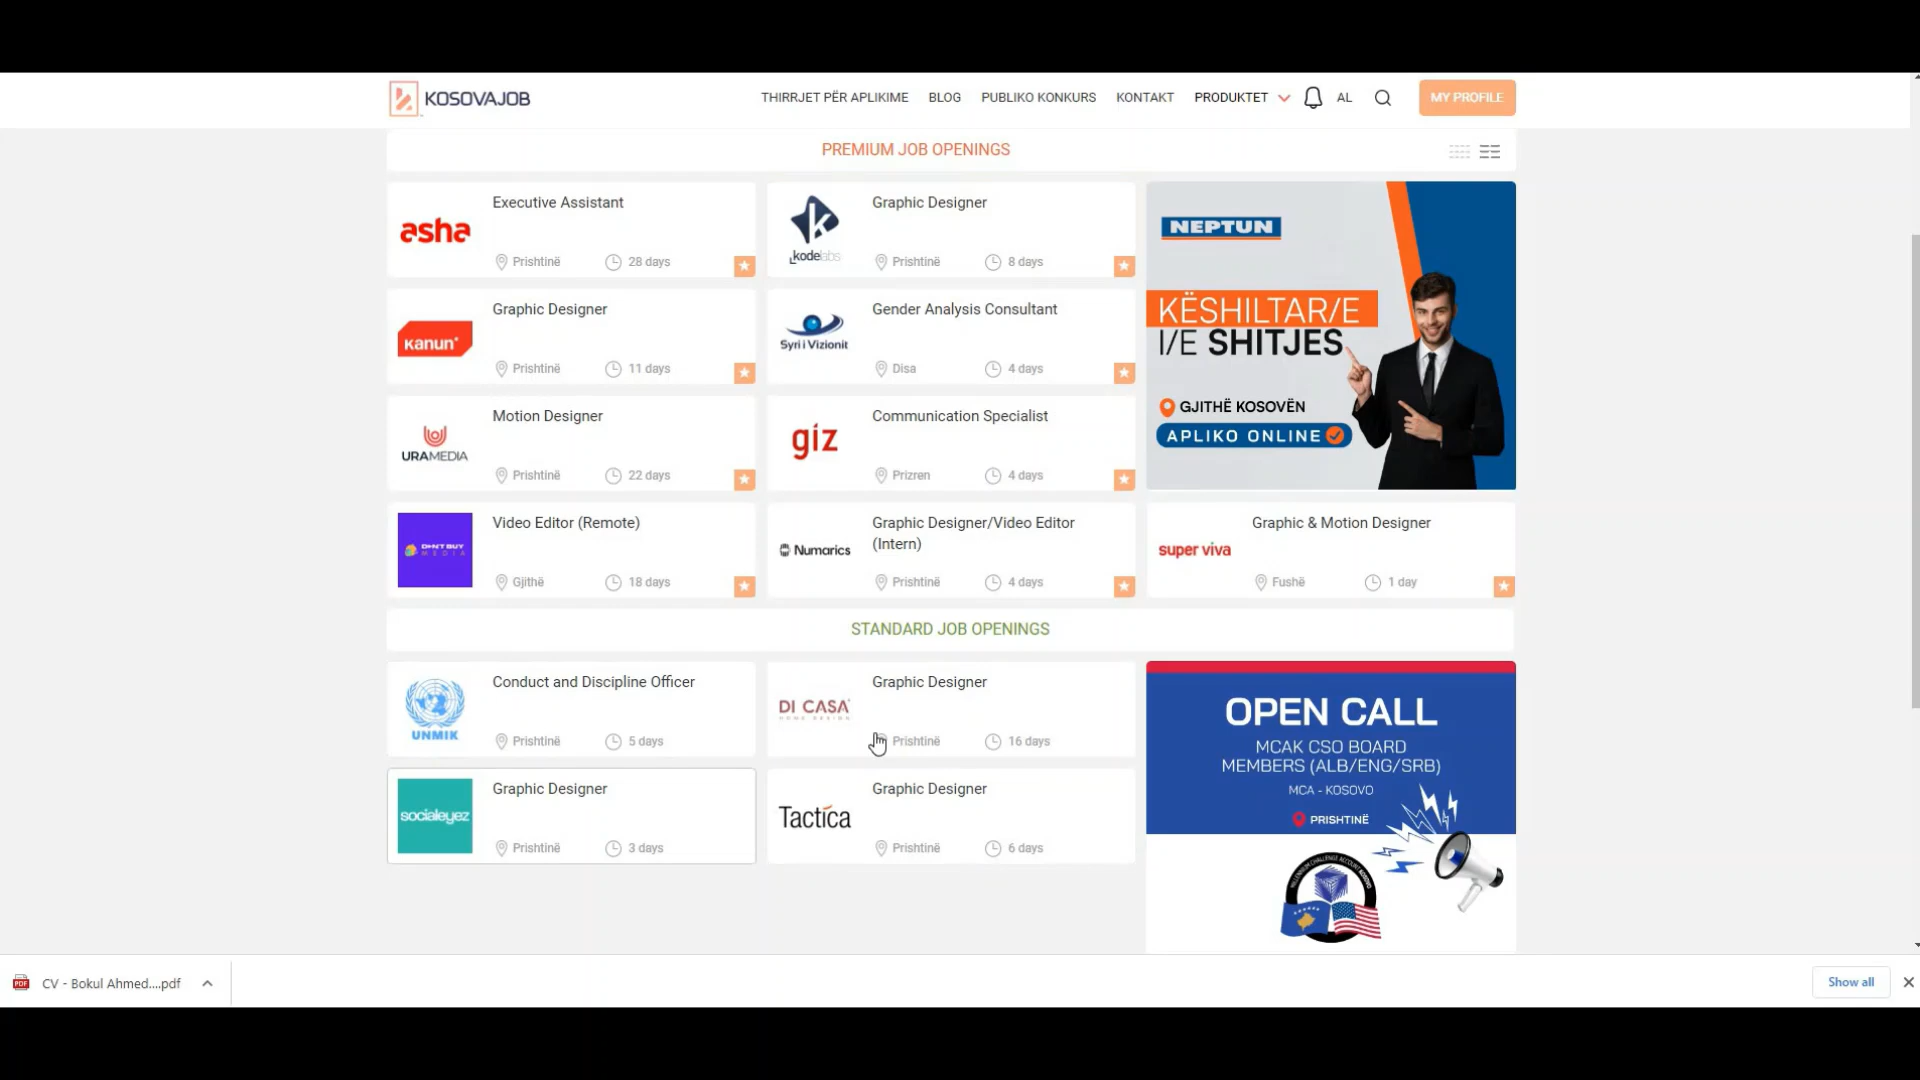 KOSOVAJOB
THIRRJET PËR APLIKIME
BLOG
PUBLIKO KONKURS
KONTAKT
PRODUKTET
AL
MY PROFILE
PREMIUM JOB OPENINGS
asha
Executive Assistant
Prishtinë
28 days
kodelabs
Graphic Designer
Prishtinë
8 days
NEPTUN
KËSHILTAR/E
I/E SHITJES
GJITHË KOSOVËN
APLIKO ONLINE
Kanun
Graphic Designer
Prishtinë
11 days
Syri i Vizionit
Gender Analysis Consultant
Disa
4 days
URAMEDIA
Motion Designer
Prishtinë
22 days
giz
Communication Specialist
Prizren
4 days
DON'T BUY
MEDIA
Video Editor (Remote)
Gjithë
18 days
Numarics
Graphic Designer/Video Editor
(Intern)
Prishtinë
4 days
super viva
Graphic & Motion Designer
Fushë
1 day
STANDARD JOB OPENINGS
UNMIK
Conduct and Discipline Officer
Prishtinë
5 days
DI CASA
HOME DESIGN
Graphic Designer
Prishtinë
16 days
OPEN CALL
MCAK CSO BOARD
MEMBERS (ALB/ENG/SRB)
MCA - KOSOVO
PRISHTINË
socialeyez
Graphic Designer
Prishtinë
3 days
Tactica
Graphic Designer
Prishtinë
6 days
PDF
CV - Bokul Ahmed....pdf
Show all